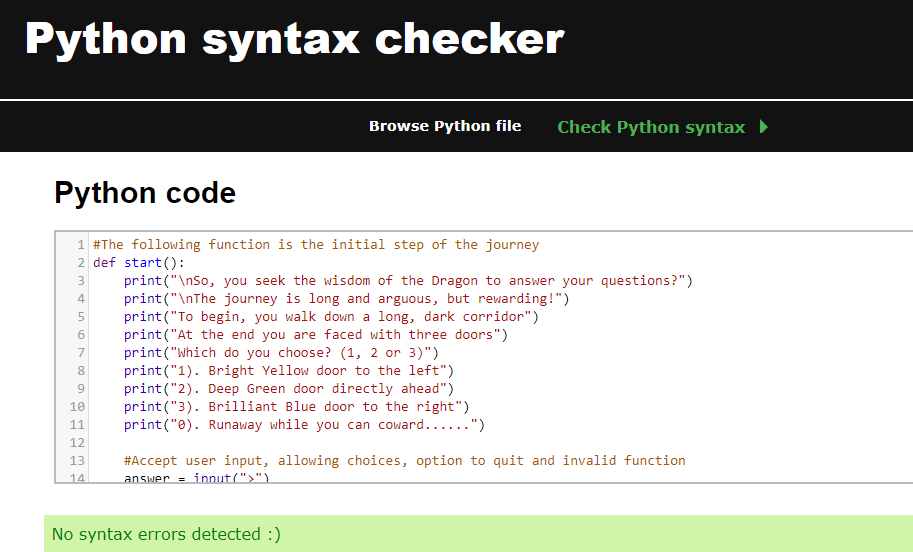 Python syntax checker
Browse Python file
Check Python syntax
Python code
1 #The following function is the initial step of the journey
2 def start():
3     print("\nSo, you seek the wisdom of the Dragon to answer your questions?")
4     print("\nThe journey is long and arguous, but rewarding!")
5     print("To begin, you walk down a long, dark corridor")
6     print("At the end you are faced with three doors")
7     print("Which do you choose? (1, 2 or 3)")
8     print("1). Bright Yellow door to the left")
9     print("2). Deep Green door directly ahead")
10     print("3). Brilliant Blue door to the right")
11     print("0). Runaway while you can coward......")
12
13     #Accept user input, allowing choices, option to quit and invalid function
14     answer = input(">")
No syntax errors detected :)